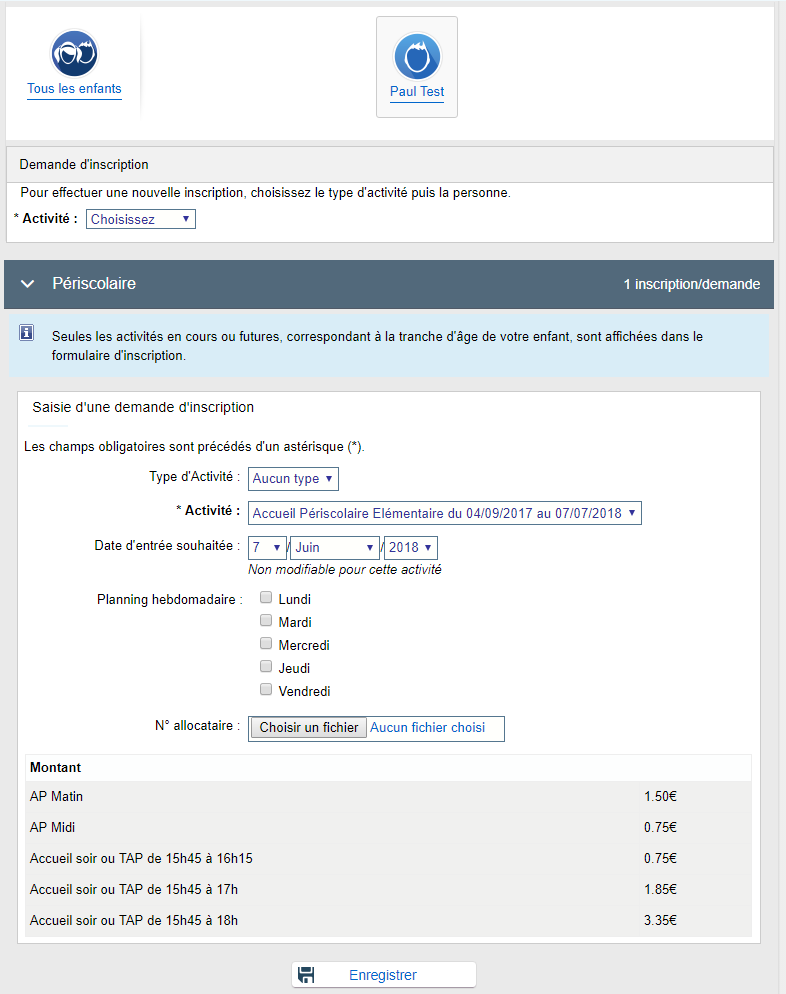 Tous les enfants
Paul Test
Demande d'inscription
Pour effectuer une nouvelle inscription, choisissez le type d'activité puis la personne.
* Activité : Choisissez
Périscolaire 1 inscription/demande
Seules les activités en cours ou futures, correspondant à la tranche d'âge de votre enfant, sont affichées dans le
formulaire d'inscription.
Saisie d'une demande d'inscription
Les champs obligatoires sont précédés d'un astérisque (*).
Type d'Activité : Aucun type
* Activité : Accueil Périscolaire Elémentaire du 04/09/2017 au 07/07/2018
Date d'entrée souhaitée : 7 / Juin / 2018
Non modifiable pour cette activité
Planning hebdomadaire : Lundi
Mardi
Mercredi
Jeudi
Vendredi
N° allocataire : Choisir un fichier Aucun fichier choisi
Montant
AP Matin 1.50€
AP Midi 0.75€
Accueil soir ou TAP de 15h45 à 16h15 0.75€
Accueil soir ou TAP de 15h45 à 17h 1.85€
Accueil soir ou TAP de 15h45 à 18h 3.35€
Enregistrer